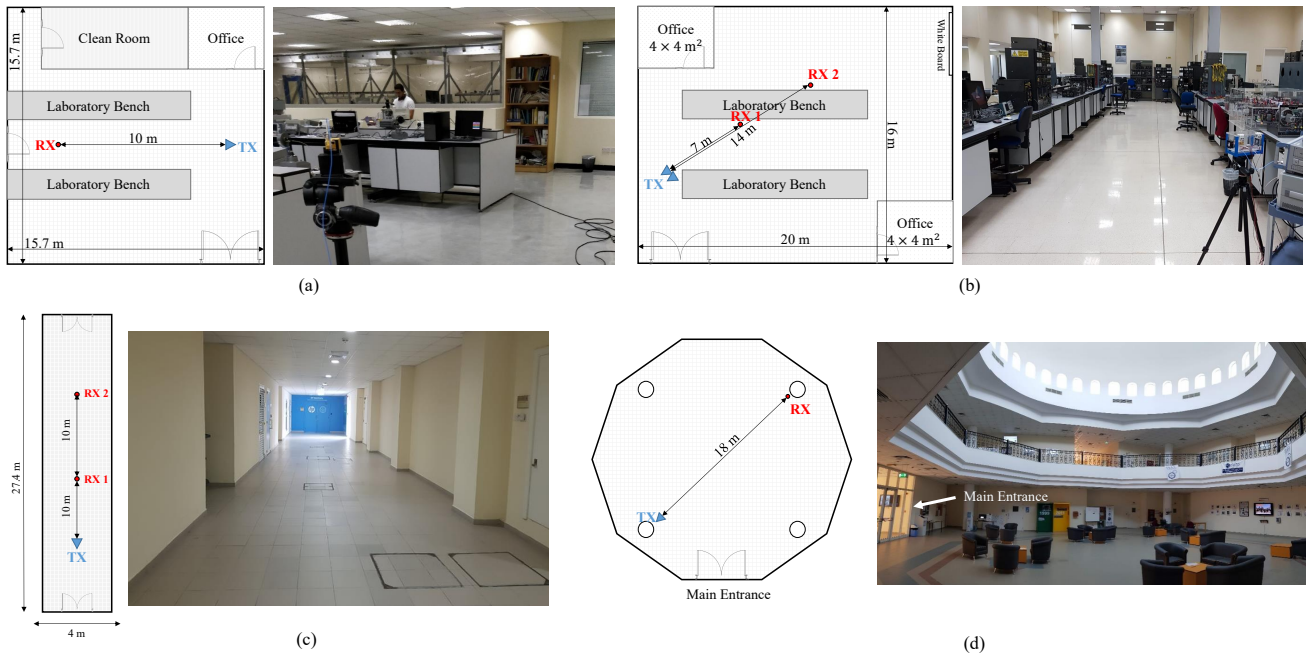 15.7 m
Clean Room
Office
Laboratory Bench
RX
10 m
TX
Laboratory Bench
15.7 m
(a)
Office
4 × 4 m²
White Board
RX 2
Laboratory Bench
RX 1
7 m
14 m
16 m
TX
Laboratory Bench
Office
4 × 4 m²
20 m
(b)
27.4 m
RX 2
10 m
RX 1
10 m
TX
4 m
(c)
RX
18 m
TX
Main Entrance
Main Entrance
(d)